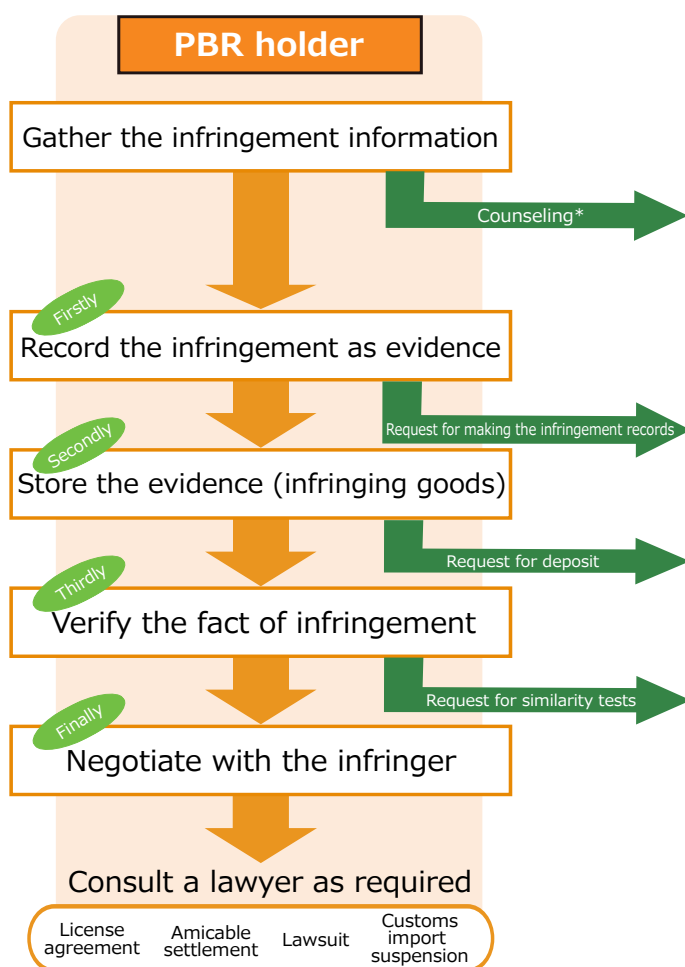 PBR holder
Gather the infringement information
Counseling*
Firstly
Record the infringement as evidence
Request for making the infringement records
Secondly
Store the evidence (infringing goods)
Request for deposit
Thirdly
Verify the fact of infringement
Request for similarity tests
Finally
Negotiate with the infringer
Consult a lawyer as required
License
agreement
Amicable
settlement
Lawsuit
Customs
import
suspension